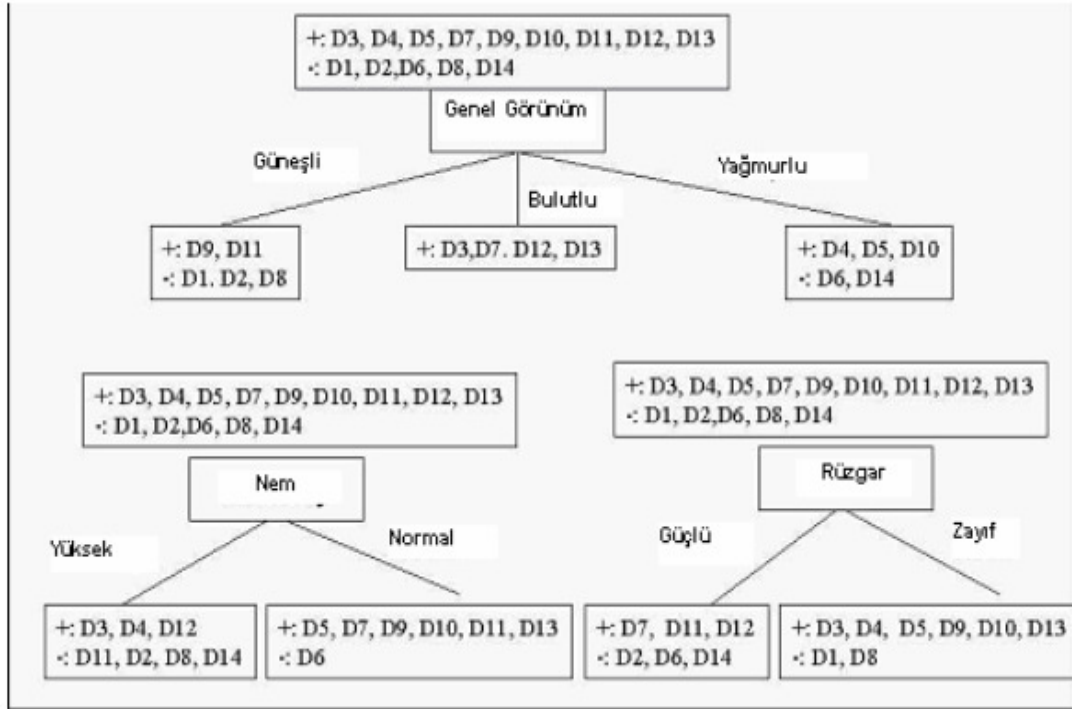 +: D3, D4, D5, D7, D9, D10, D11, D12, D13
-: D1, D2,D6, D8, D14
Genel Görünüm
Güneşli
Bulutlu
Yağmurlu
+: D9, D11
-: D1. D2, D8
+: D3,D7. D12, D13
+: D4, D5, D10
-: D6, D14
+: D3, D4, D5, D7, D9, D10, D11, D12, D13
-: D1, D2,D6, D8, D14
Nem
Yüksek
Normal
+: D3, D4, D12
-: D11, D2, D8, D14
+: D5, D7, D9, D10, D11, D13
-: D6
+: D3, D4, D5, D7, D9, D10, D11, D12, D13
-: D1, D2,D6, D8, D14
Rüzgar
Güçlü
Zayıf
+: D7, D11, D12
-: D2, D6, D14
+: D3, D4, D5, D9, D10, D13
-: D1, D8